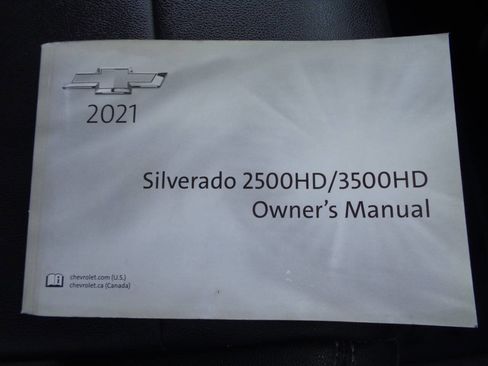 2021
Silverado 2500HD/3500HD
Owner's Manual
chevrolet.com (U.S.)
chevrolet.ca (Canada)